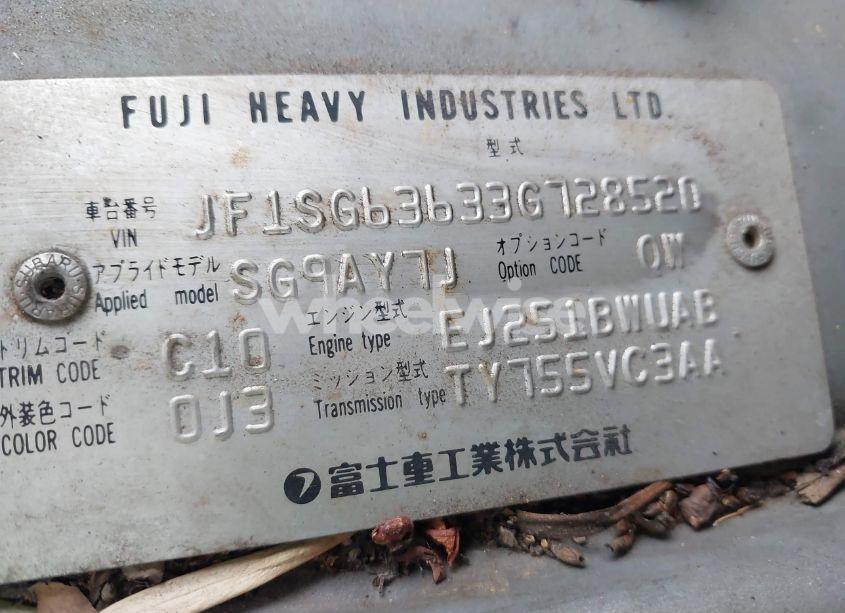 FUJI HEAVY INDUSTRIES LTD.
型式
車台番号
VIN
JF1SG63633G728520
アプライドモデル
Applied model
SG9AY7J
オプションコード
Option CODE
OW
トリムコード
TRIM CODE
C10
エンジン型式
Engine type
EJ251BWUAB
外装色コード
COLOR CODE
0J3
ミッション型式
Transmission type
TY755VC3AA
富士重工業株式会社
SUBARU SUBARU